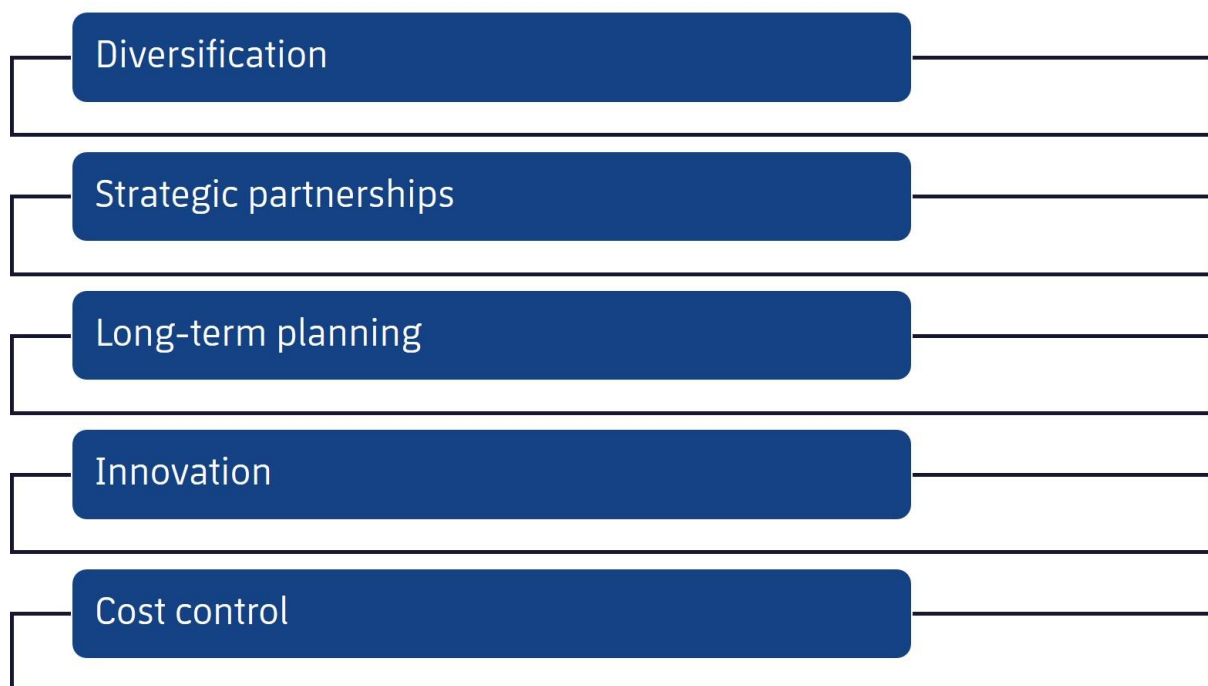 Diversification
Strategic partnerships
Long-term planning
Innovation
Cost control